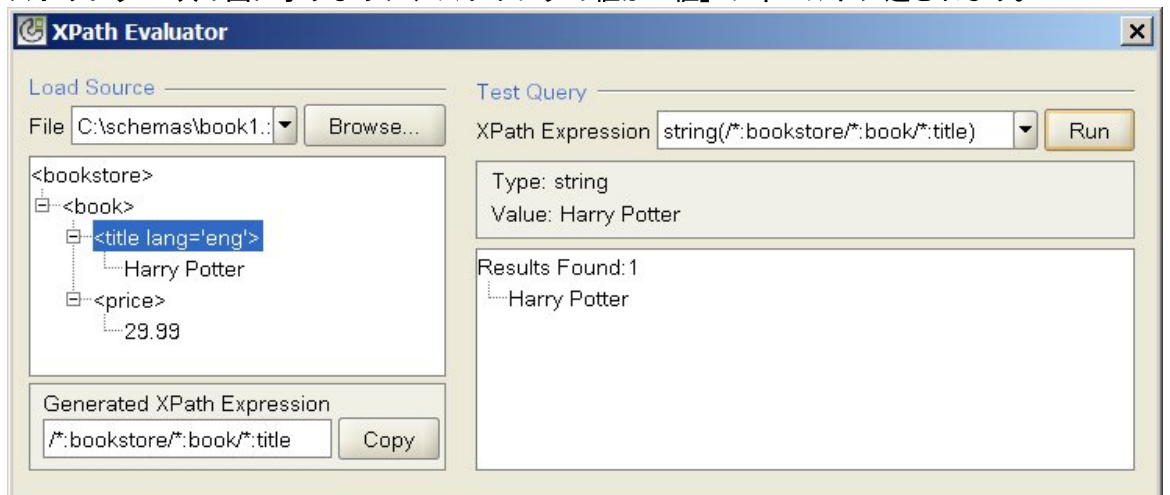 XPath Evaluator
Load Source
File C:\schemas\book1.: Browse...
<bookstore>
<book>
<title lang='eng'>
Harry Potter
<price>
29.99
Generated XPath Expression
/*:bookstore/*:book/*:title Copy
Test Query
XPath Expression string(/*:bookstore/*:book/*:title) Run
Type: string
Value: Harry Potter
Results Found:1
Harry Potter